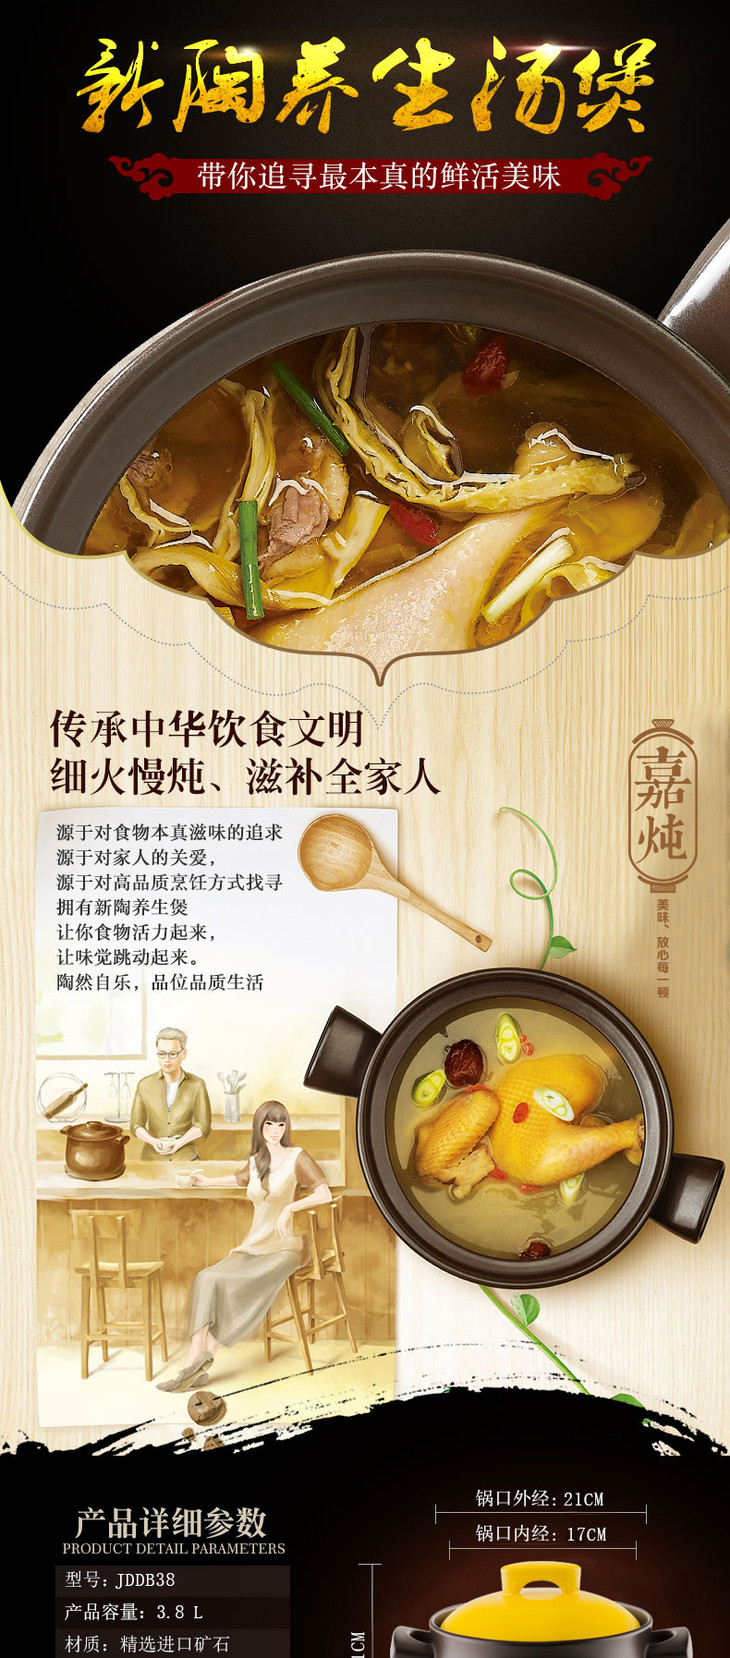 新陶养生汤煲
带你追寻最本真的鲜活美味
传承中华饮食文明
细火慢炖、滋补全家人
嘉炖
美味、放心每一顿
源于对食物本真滋味的追求
源于对家人的关爱，
源于对高品质烹饪方式找寻
拥有新陶养生煲
让你食物活力起来，
让味觉跳动起来。
陶然自乐，品位品质生活
产品详细参数
PRODUCT DETAIL PARAMETERS
型号：JDDB38
产品容量：3.8 L
材质：精选进口矿石
锅口外经：21CM
锅口内经：17CM